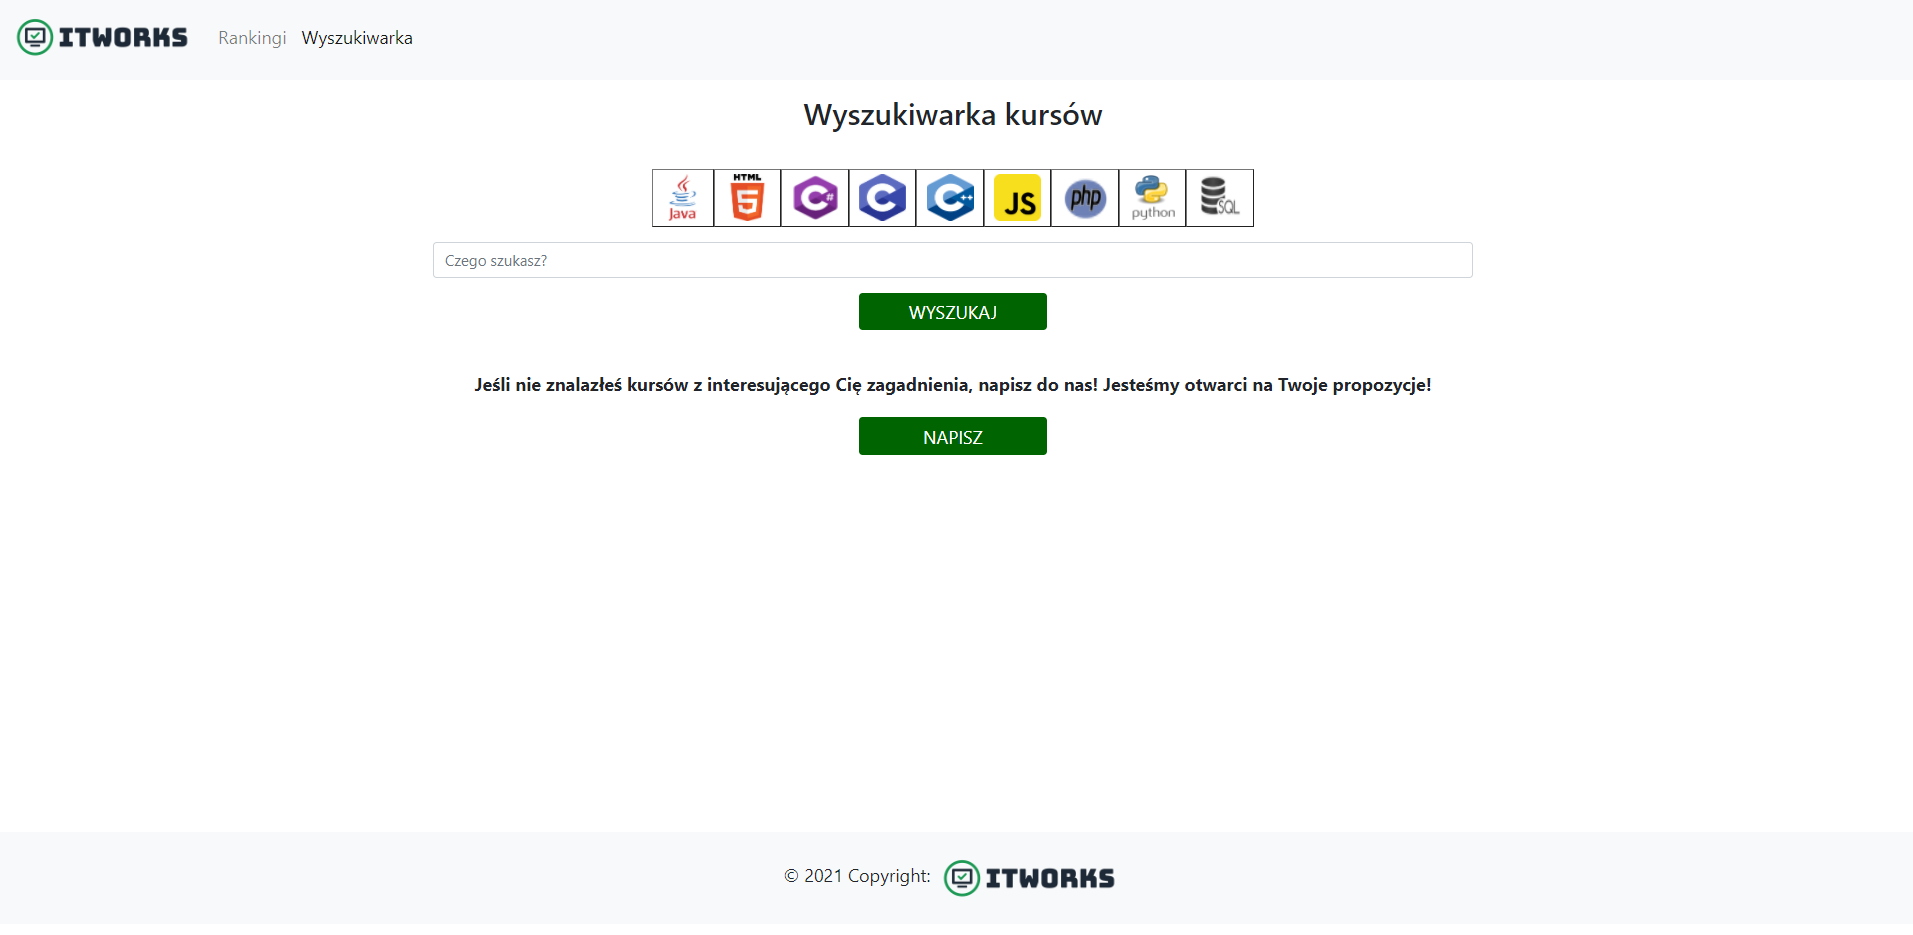 ITWORKS Rankingi Wyszukiwarka
Wyszukiwarka kursów
Java HTML 5 C# C C++ JS php python SQL
Czego szukasz?
WYSZUKAJ
Jeśli nie znalazłeś kursów z interesującego Cię zagadnienia, napisz do nas! Jesteśmy otwarci na Twoje propozycje!
NAPISZ
© 2021 Copyright: ITWORKS